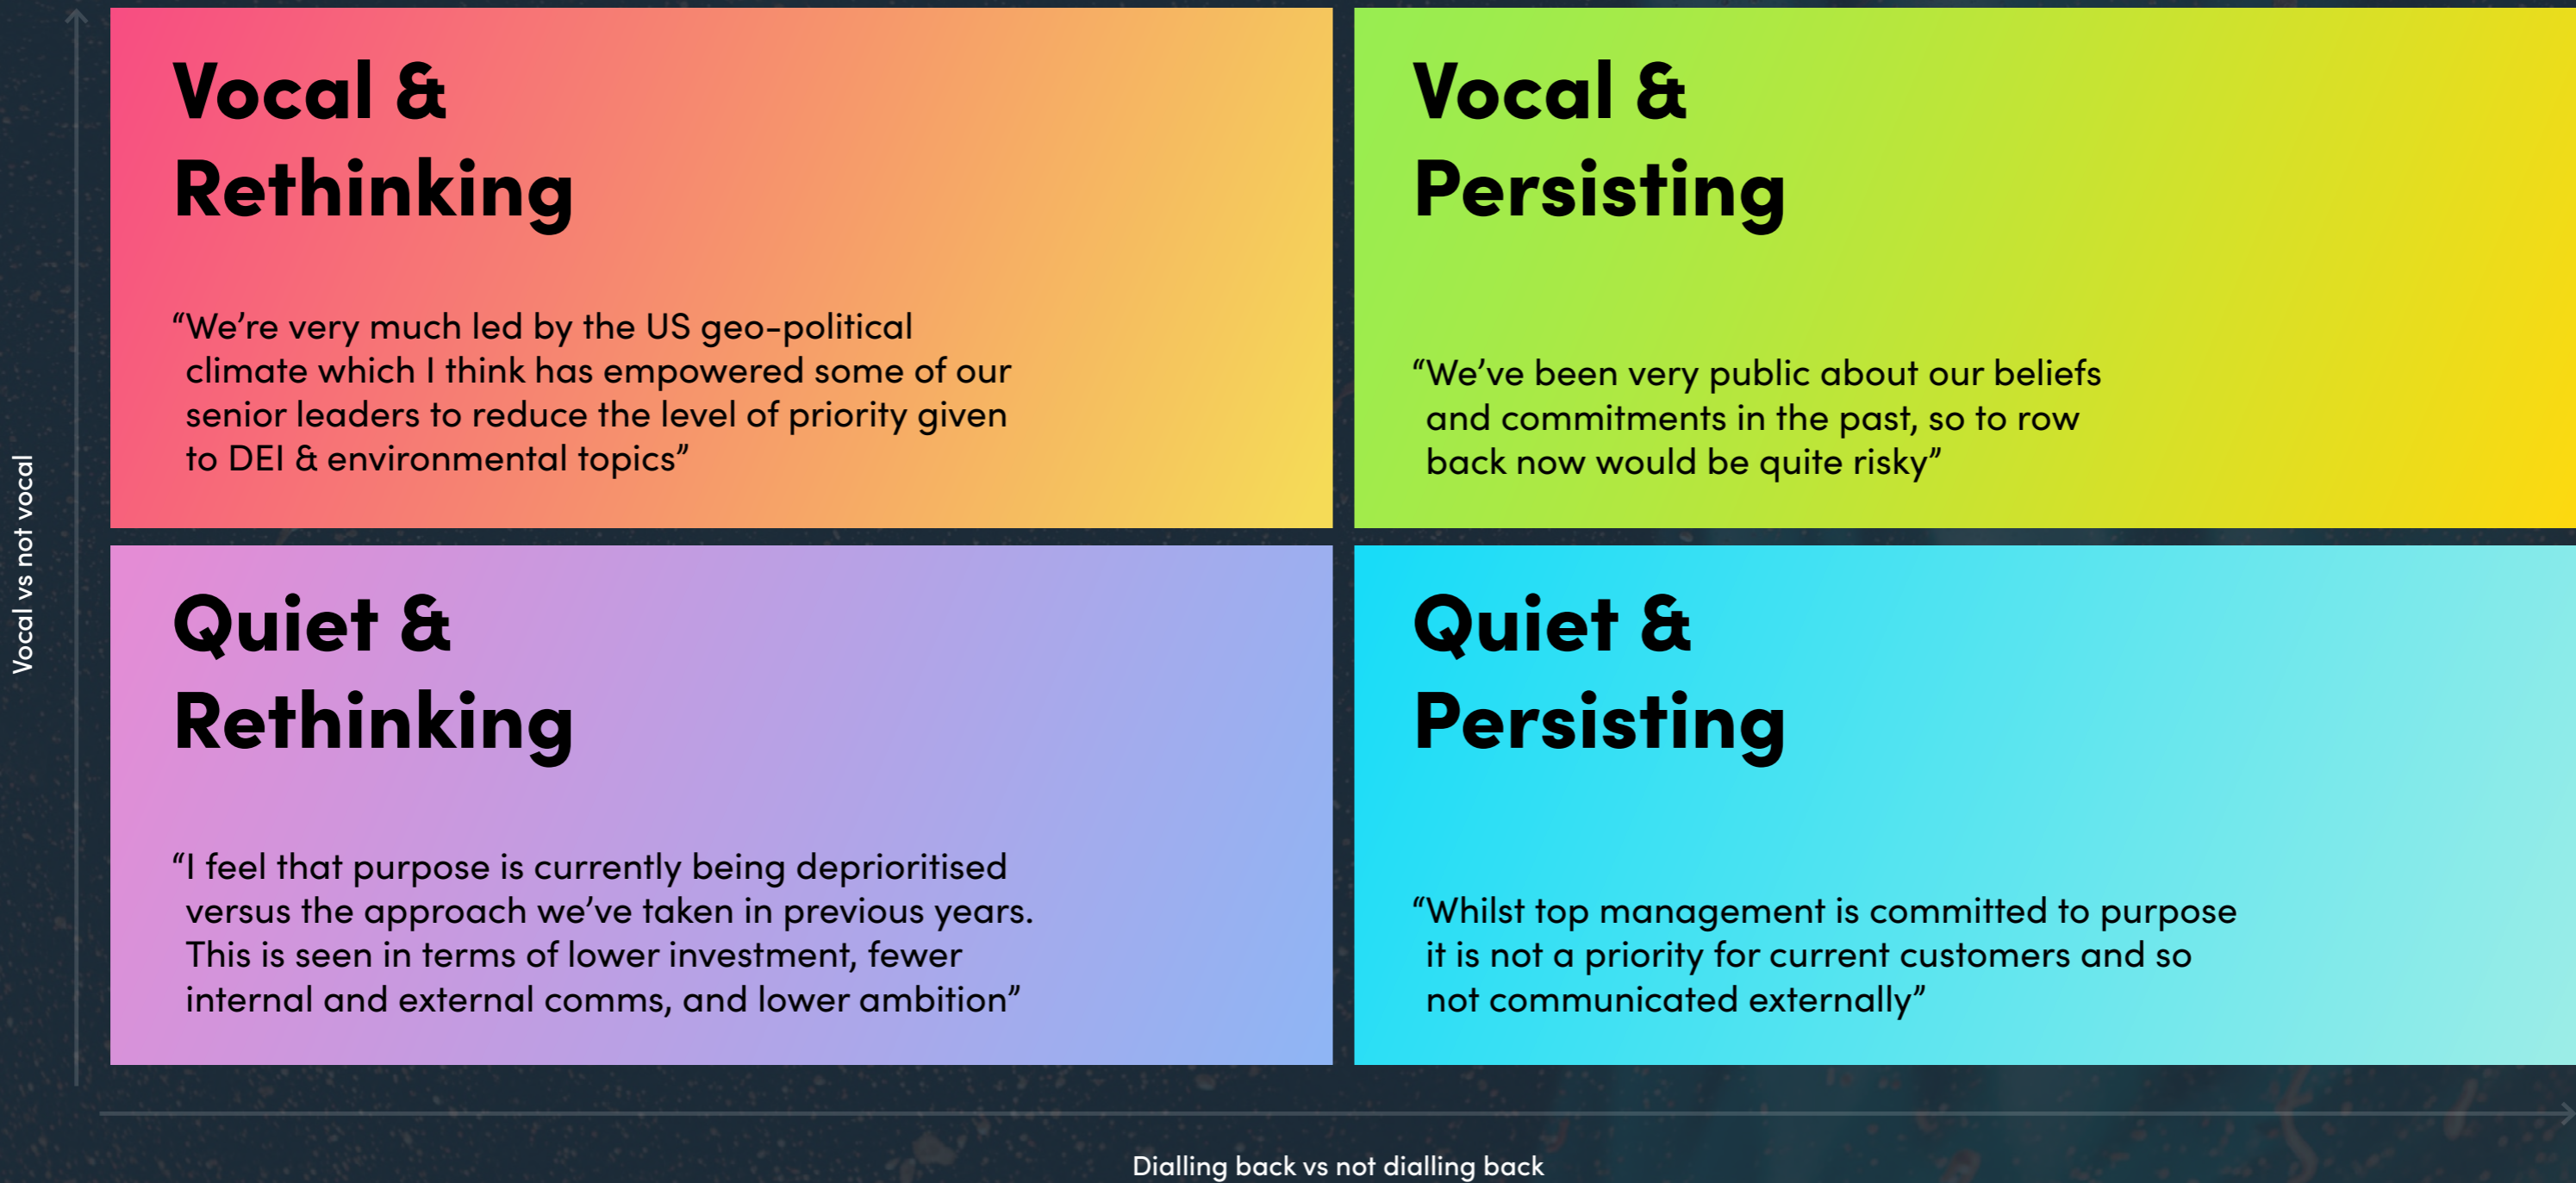 Vocal vs not vocal
Vocal &
Rethinking
“We’re very much led by the US geo-political
climate which I think has empowered some of our
senior leaders to reduce the level of priority given
to DEI & environmental topics”
Vocal &
Persisting
“We’ve been very public about our beliefs
and commitments in the past, so to row
back now would be quite risky”
Quiet &
Rethinking
“I feel that purpose is currently being deprioritised
versus the approach we’ve taken in previous years.
This is seen in terms of lower investment, fewer
internal and external comms, and lower ambition”
Quiet &
Persisting
“Whilst top management is committed to purpose
it is not a priority for current customers and so
not communicated externally”
Dialling back vs not dialling back